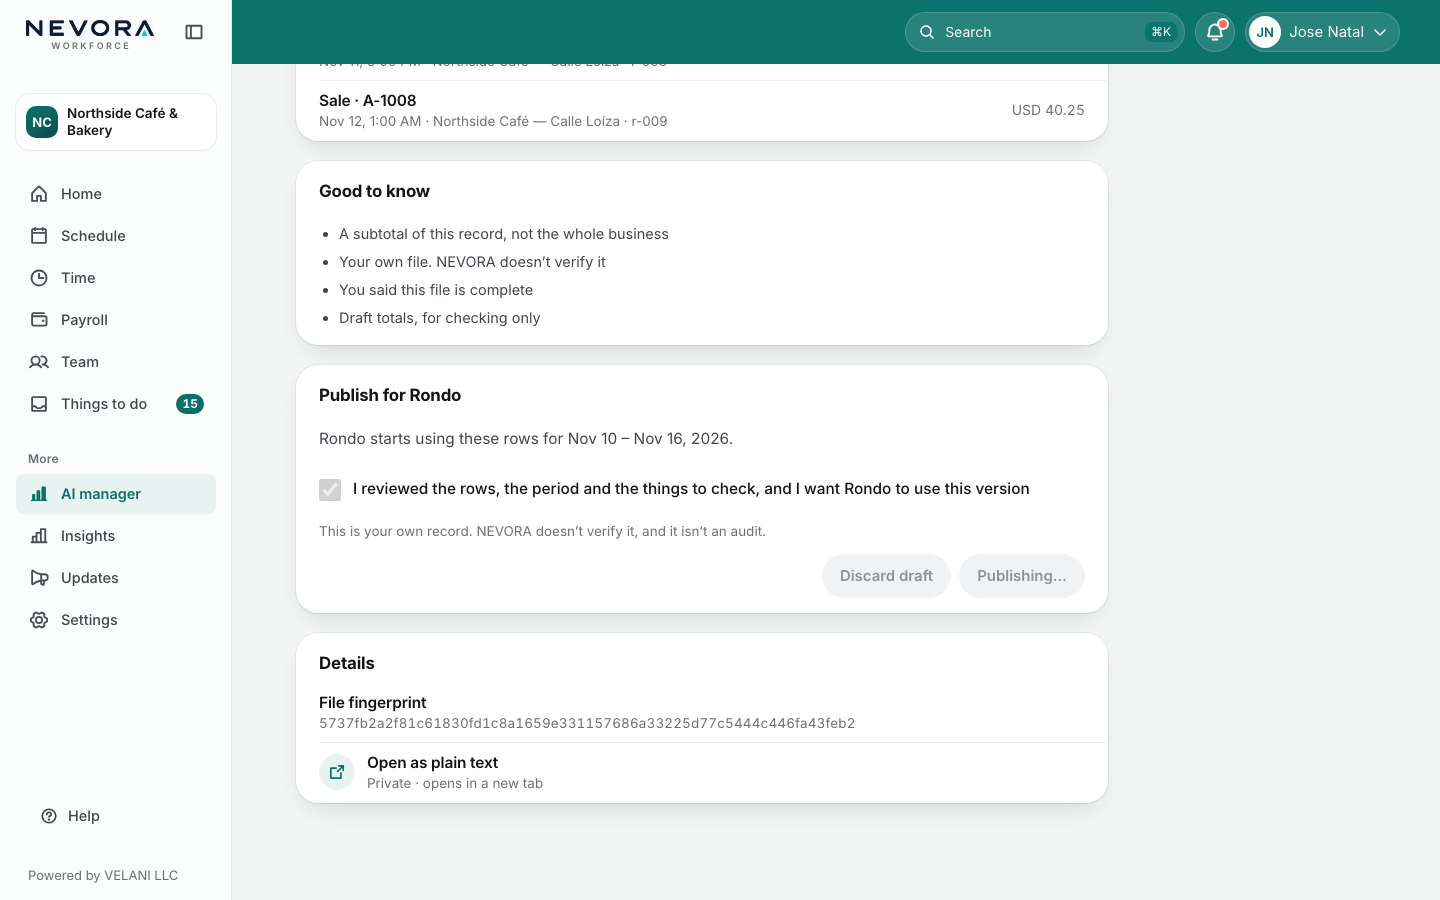 NEVORA
WORKFORCE
Search
⌘K
JN
Jose Natal
NC
Northside Café &
Bakery
Home
Schedule
Time
Payroll
Team
Things to do
15
More
AI manager
Insights
Updates
Settings
Help
Powered by VELANI LLC
Sale · A-1008
Nov 12, 1:00 AM · Northside Café — Calle Loíza · r-009
USD 40.25
Good to know
• A subtotal of this record, not the whole business
• Your own file. NEVORA doesn’t verify it
• You said this file is complete
• Draft totals, for checking only
Publish for Rondo
Rondo starts using these rows for Nov 10 – Nov 16, 2026.
I reviewed the rows, the period and the things to check, and I want Rondo to use this version
This is your own record. NEVORA doesn’t verify it, and it isn’t an audit.
Discard draft
Publishing…
Details
File fingerprint
5737fb2a2f81c61830fd1c8a1659e331157686a33225d77c5444c446fa43feb2
Open as plain text
Private · opens in a new tab